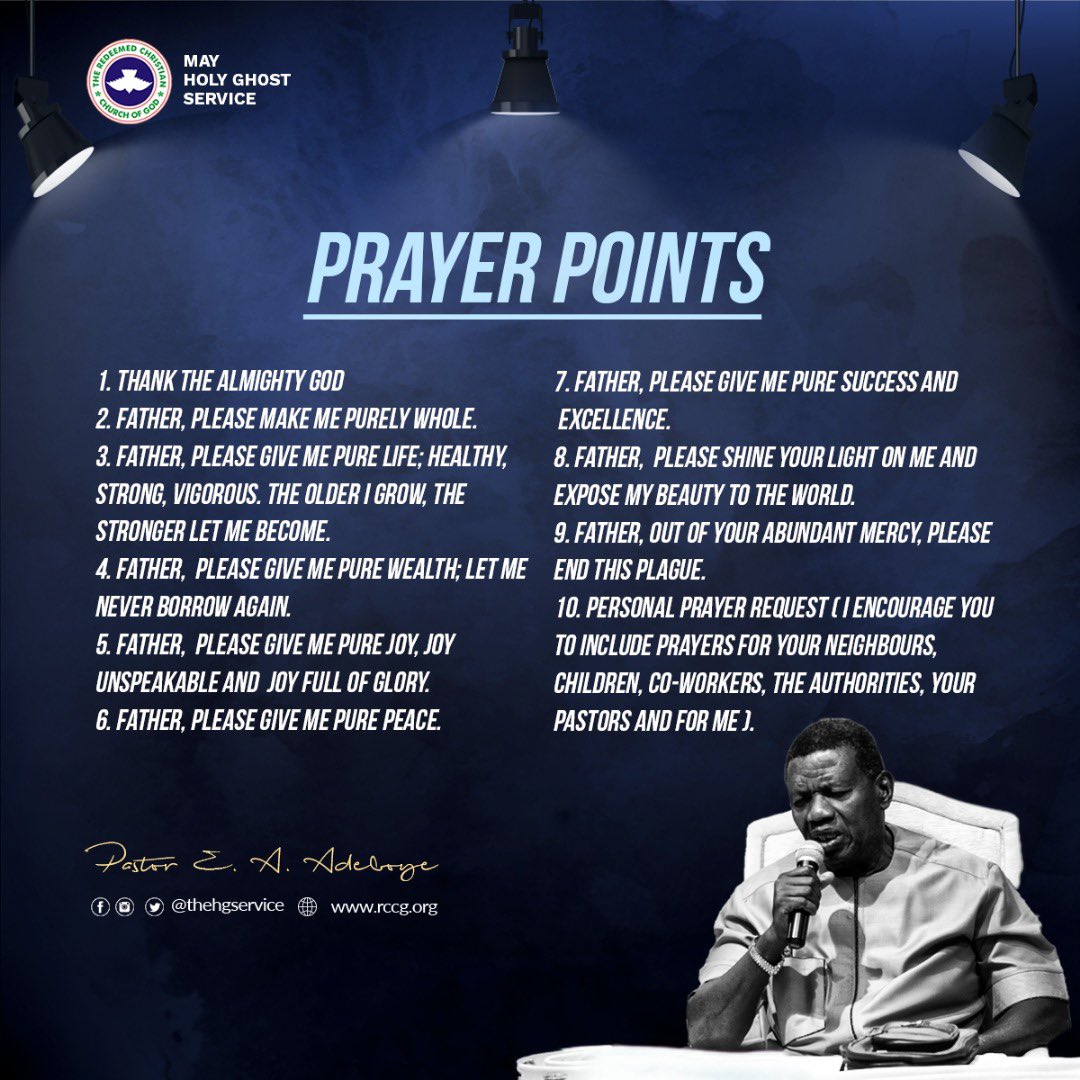 THE REDEEMED CHRISTIAN
CHURCH OF GOD
MAY
HOLY GHOST
SERVICE
PRAYER POINTS
1. THANK THE ALMIGHTY GOD
2. FATHER, PLEASE MAKE ME PURELY WHOLE.
3. FATHER, PLEASE GIVE ME PURE LIFE; HEALTHY,
STRONG, VIGOROUS. THE OLDER I GROW, THE
STRONGER LET ME BECOME.
4. FATHER, PLEASE GIVE ME PURE WEALTH; LET ME
NEVER BORROW AGAIN.
5. FATHER, PLEASE GIVE ME PURE JOY, JOY
UNSPEAKABLE AND JOY FULL OF GLORY.
6. FATHER, PLEASE GIVE ME PURE PEACE.
7. FATHER, PLEASE GIVE ME PURE SUCCESS AND
EXCELLENCE.
8. FATHER, PLEASE SHINE YOUR LIGHT ON ME AND
EXPOSE MY BEAUTY TO THE WORLD.
9. FATHER, OUT OF YOUR ABUNDANT MERCY, PLEASE
END THIS PLAGUE.
10. PERSONAL PRAYER REQUEST ( I ENCOURAGE YOU
TO INCLUDE PRAYERS FOR YOUR NEIGHBOURS,
CHILDREN, CO-WORKERS, THE AUTHORITIES, YOUR
PASTORS AND FOR ME ).
Pastor E. A. Adeboye
@thehgservice www.rccg.org